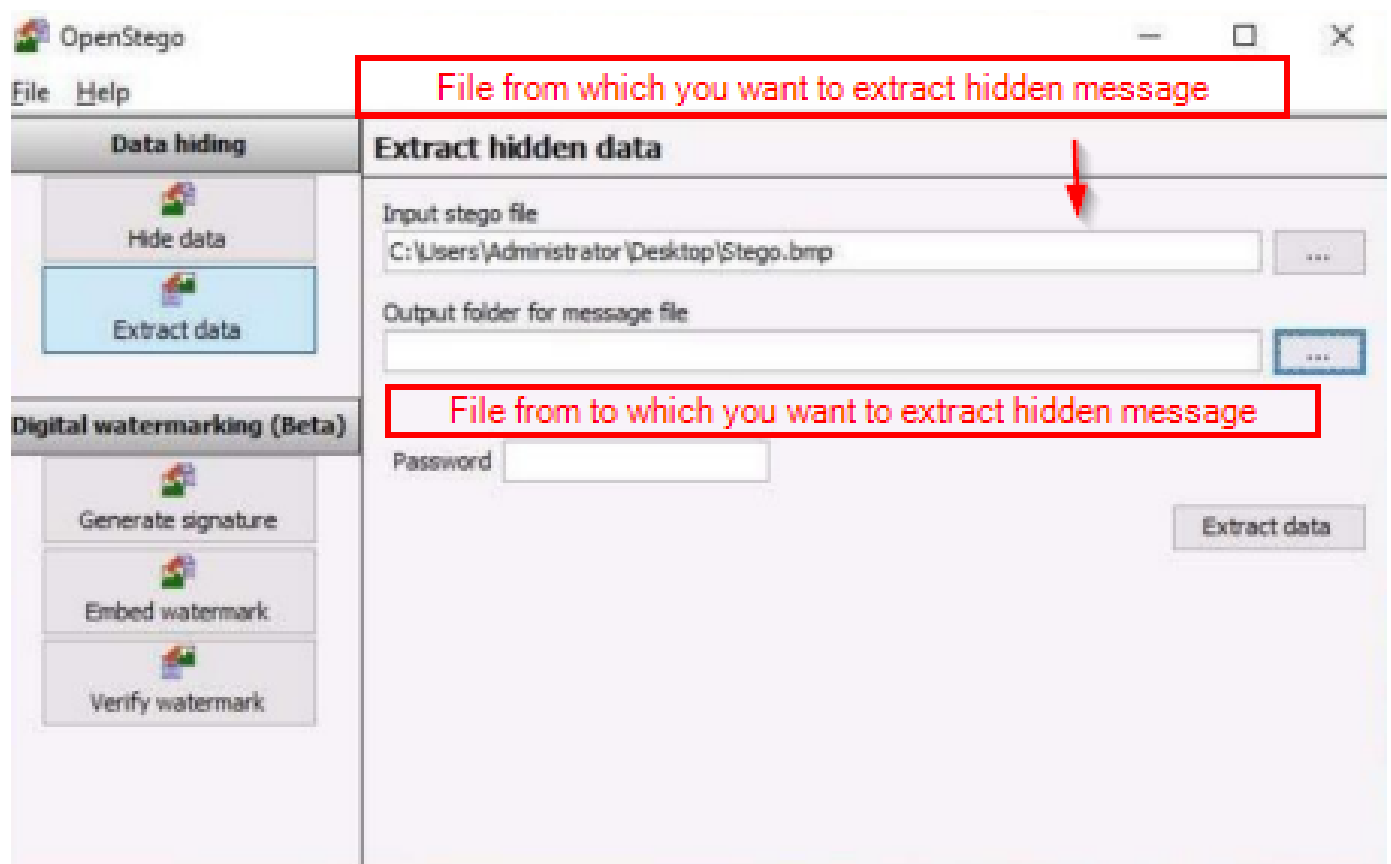 OpenStego
File Help
File from which you want to extract hidden message
Data hiding
Hide data
Extract data
Digital watermarking (Beta)
Generate signature
Embed watermark
Verify watermark
Extract hidden data
Input stego file
C:\Users\Administrator\Desktop\Stego.bmp
...
Output folder for message file
...
File from to which you want to extract hidden message
Password
Extract data